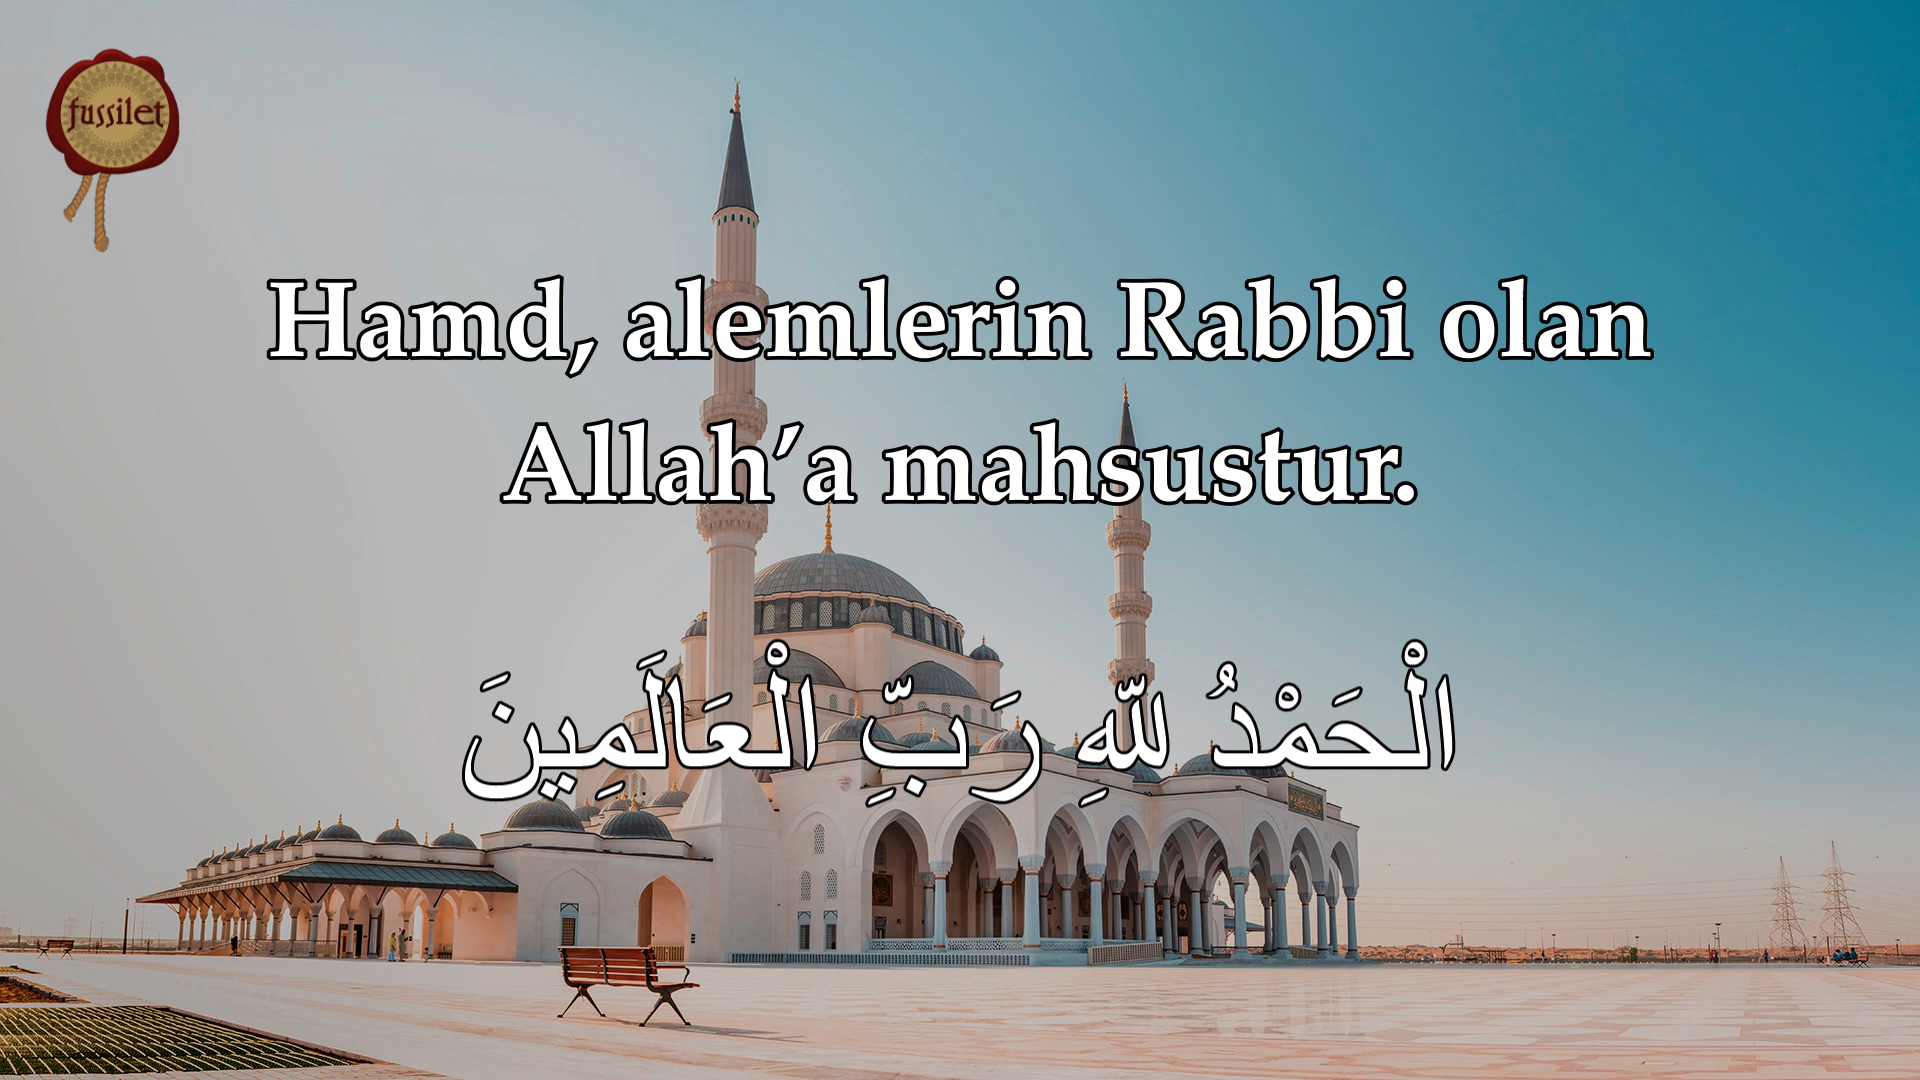 fussilet
Hamd, alemlerin Rabbi olan
Allah’a mahsustur.
الْحَمْدُ لِلّٰهِ رَبِّ الْعَالَمِينَ